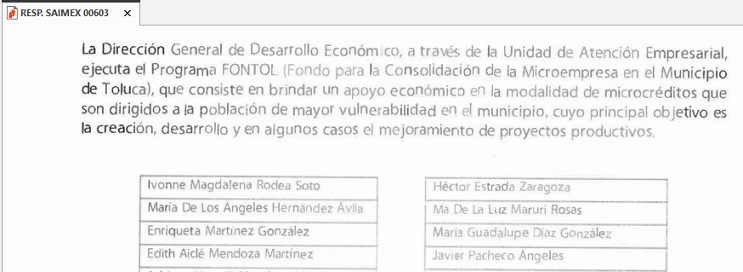 RESP. SAIMEX 00603
La Dirección General de Desarrollo Económico, a través de la Unidad de Atención Empresarial,
ejecuta el Programa FONTOL (Fondo para la Consolidación de la Microempresa en el Municipio
de Toluca), que consiste en brindar un apoyo económico en la modalidad de microcréditos que
son dirigidos a la población de mayor vulnerabilidad en el municipio, cuyo principal objetivo es
la creación, desarrollo y en algunos casos el mejoramiento de proyectos productivos.
Ivonne Magdalena Rodea Soto
María De Los Angeles Hernández Ávila
Enriqueta Martínez González
Edith Aidé Mendoza Martínez
Héctor Estrada Zaragoza
Ma De La Luz Maruri Rosas
María Guadalupe Díaz González
Javier Pacheco Ángeles